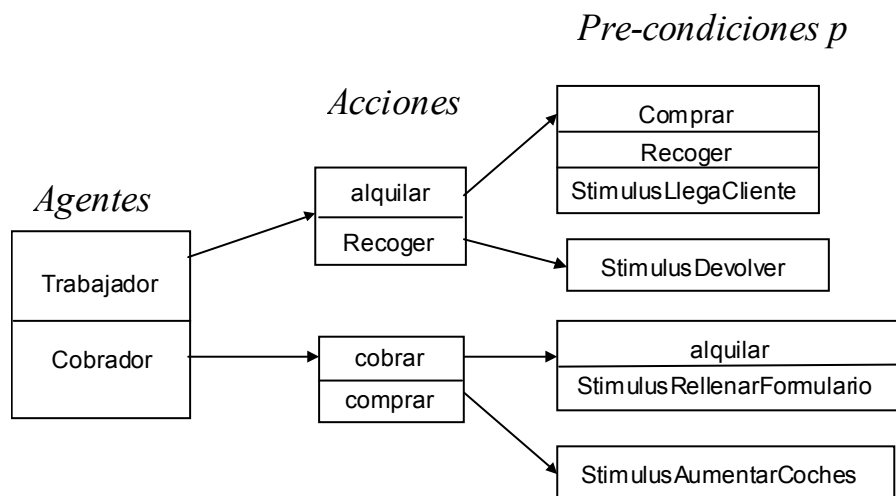 Pre-condiciones p
Acciones
Agentes
Comprar
Recoger
StimulusLlegaCliente
alquilar
Recoger
StimulusDevolver
Trabajador
Cobrador
cobrar
comprar
alquilar
StimulusRellenarFormulario
StimulusAumentarCoches